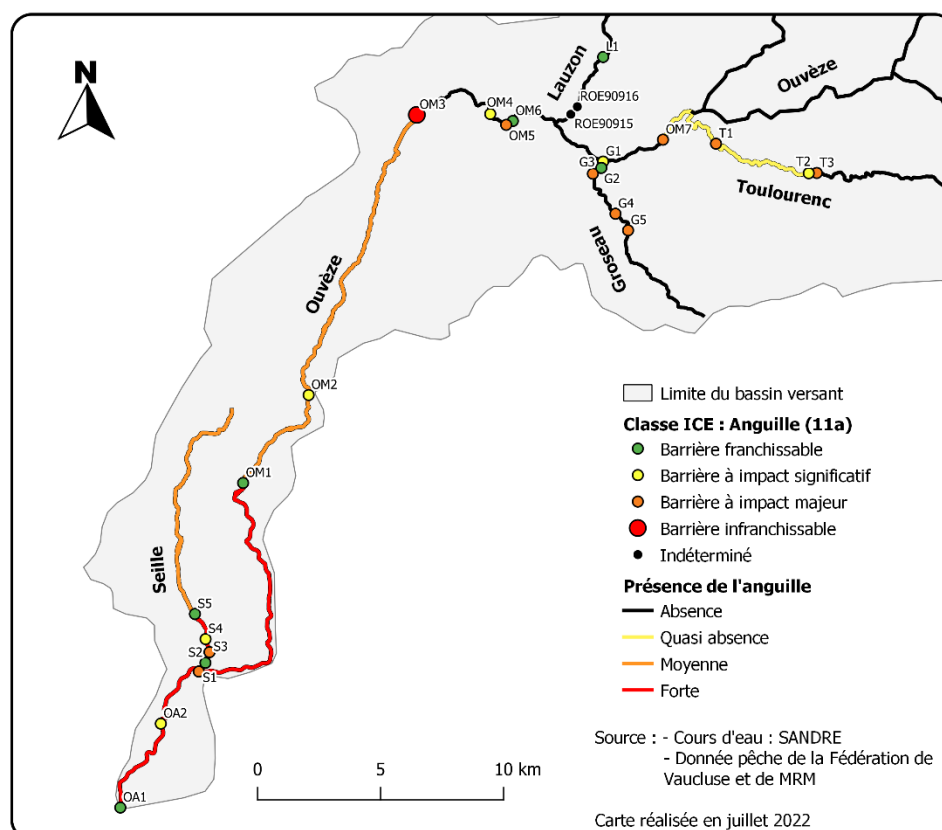 N
L1
Lauzon
Ouvèze
ROE90916
ROE90915
OM3
OM4
OM6
OM5
G1
G3
G2
OM7
T1
T2
T3
Toulourenc
G4
G5
Groseau
Ouvèze
OM2
OM1
Seille
S5
S4
S3
S2
S1
OA2
OA1
0 5 10 km
Limite du bassin versant
Classe ICE : Anguille (11a)
Barrière franchissable
Barrière à impact significatif
Barrière à impact majeur
Barrière infranchissable
Indéterminé
Présence de l'anguille
Absence
Quasi absence
Moyenne
Forte
Source : - Cours d'eau : SANDRE
- Donnée pêche de la Fédération de
Vaucluse et de MRM
Carte réalisée en juillet 2022